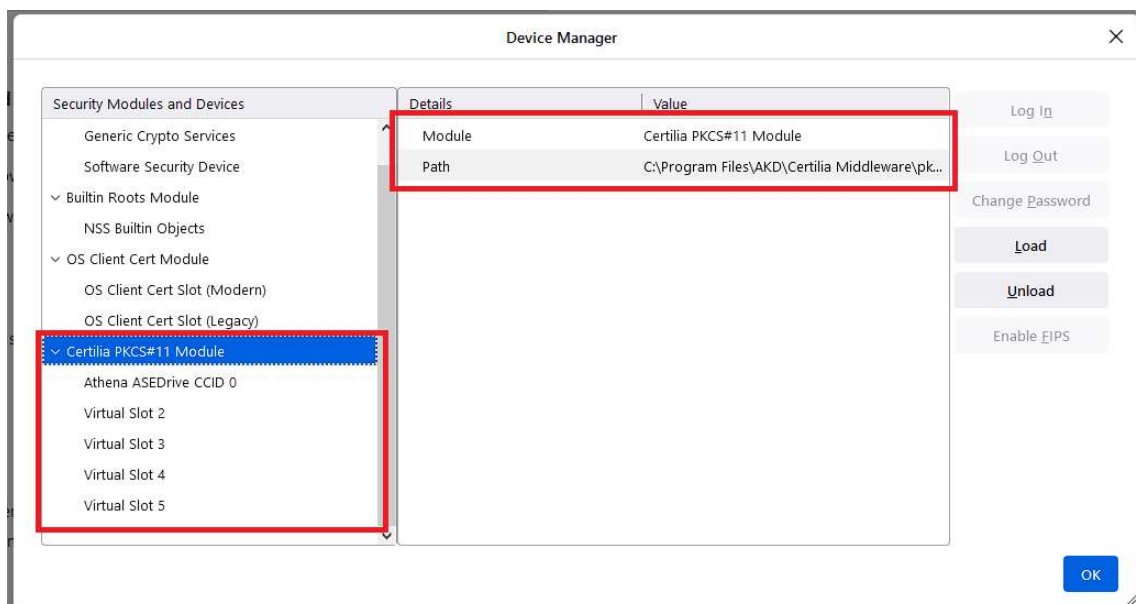 Device Manager
Security Modules and Devices
Generic Crypto Services
Software Security Device
Builtin Roots Module
NSS Builtin Objects
OS Client Cert Module
OS Client Cert Slot (Modern)
OS Client Cert Slot (Legacy)
Certilia PKCS#11 Module
Athena ASEDrive CCID 0
Virtual Slot 2
Virtual Slot 3
Virtual Slot 4
Virtual Slot 5
Details Value
Module Certilia PKCS#11 Module
Path C:\Program Files\AKD\Certilia Middleware\pk...
Log In
Log Out
Change Password
Load
Unload
Enable FIPS
OK